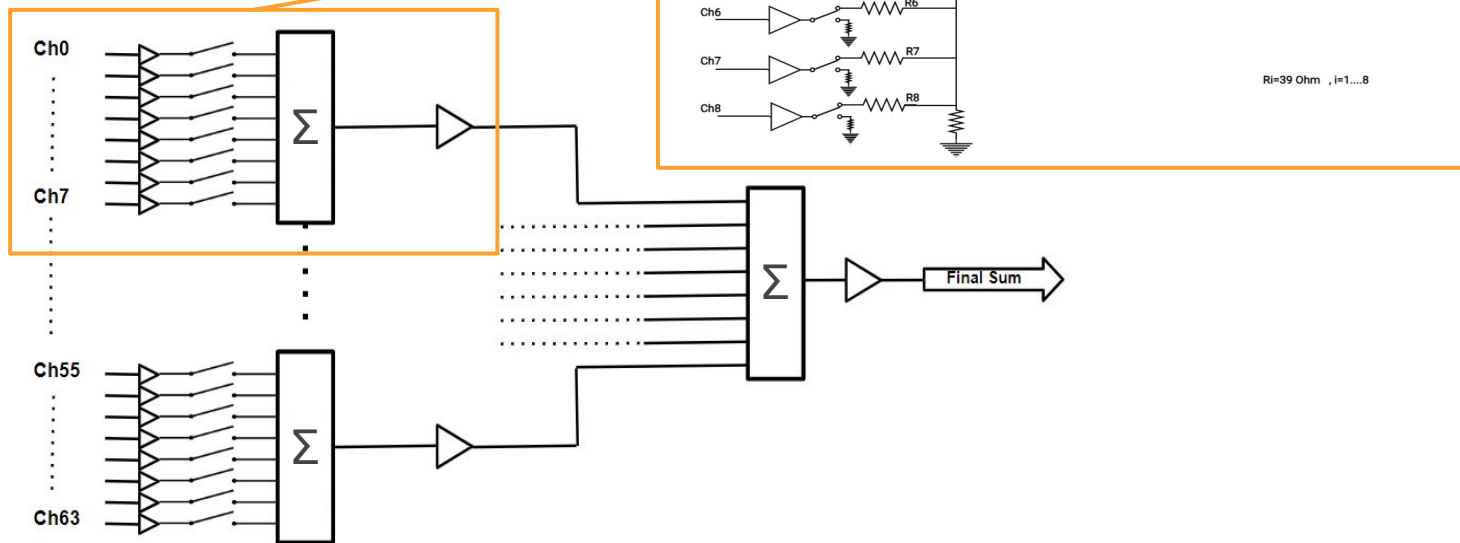 Ch0
Ch7
Ch55
Ch63
Σ
Σ
Σ
Final Sum
Ch6
R6
Ch7
R7
Ch8
R8
Ri=39 Ohm , i=1....8